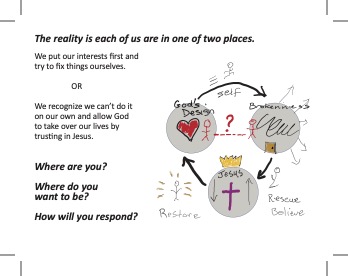 The reality is each of us are in one of two places.
We put our interests first and
try to fix things ourselves.
OR
We recognize we can't do it
on our own and allow God
to take over our lives by
trusting in Jesus.
Where are you?
Where do you
want to be?
How will you respond?
self
God's
Design
Brokenness
?
Jesus
Restore
Rescue
Believe